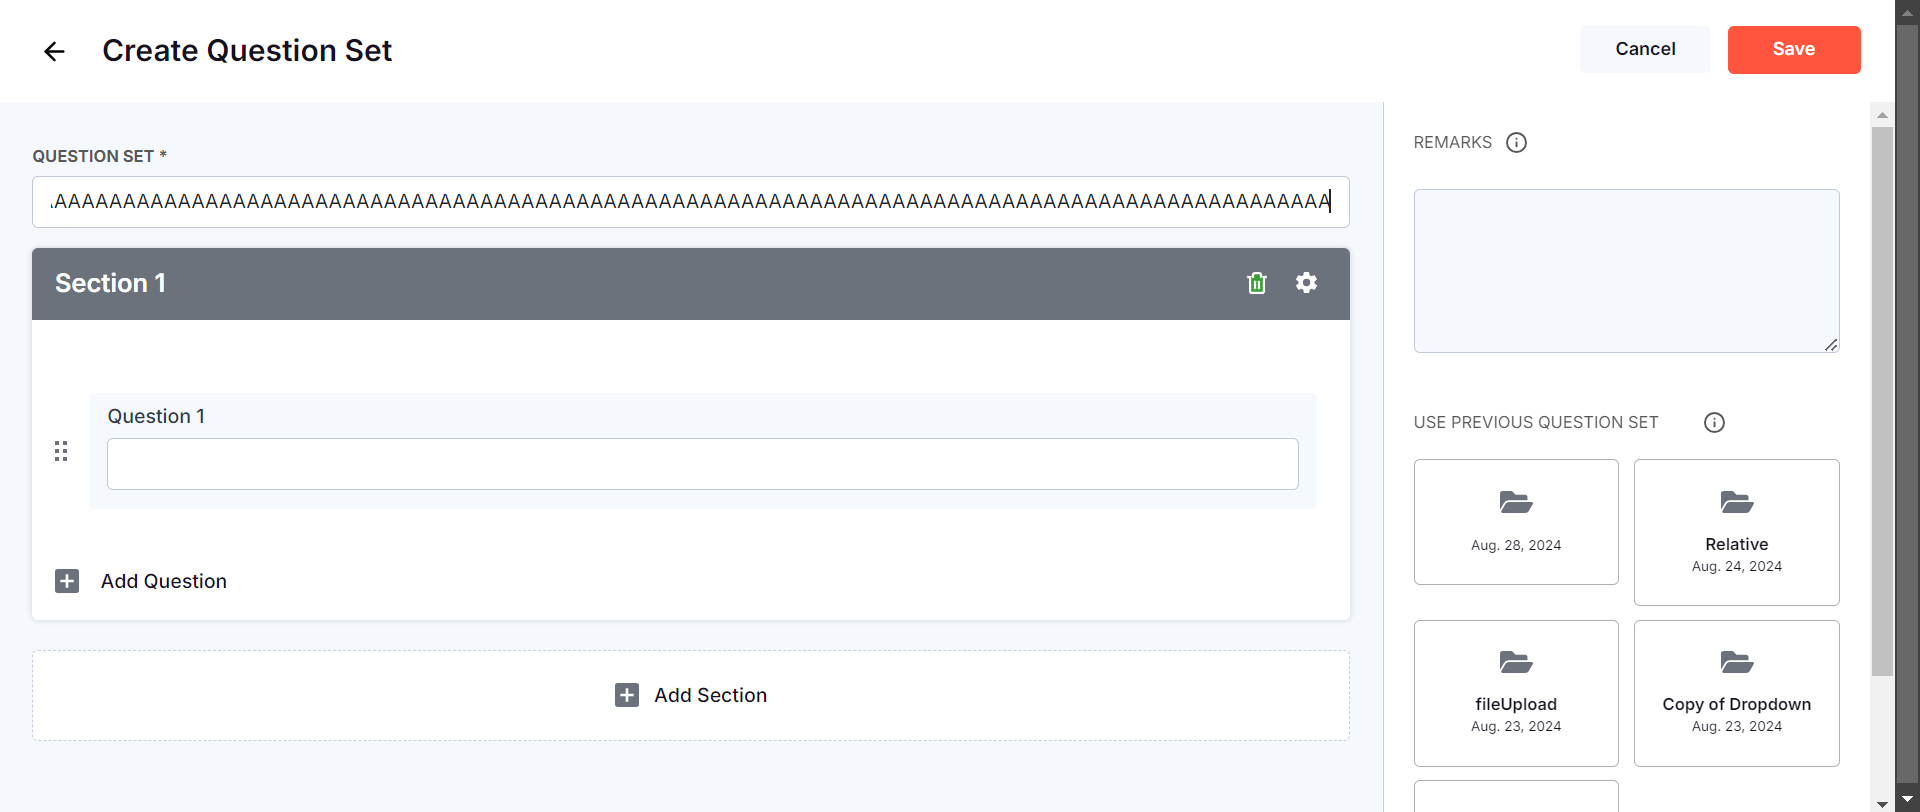 Create Question Set
Cancel
Save
QUESTION SET *
AAAAAAAAAAAAAAAAAAAAAAAAAAAAAAAAAAAAAAAAAAAAAAAAAAAAAAAAAAAAAAAAAAAAAAAAAAAAAAAAAAAAAAAAAAAAA
Section 1
Question 1
Add Question
Add Section
REMARKS
USE PREVIOUS QUESTION SET
Aug. 28, 2024
Relative
Aug. 24, 2024
fileUpload
Aug. 23, 2024
Copy of Dropdown
Aug. 23, 2024